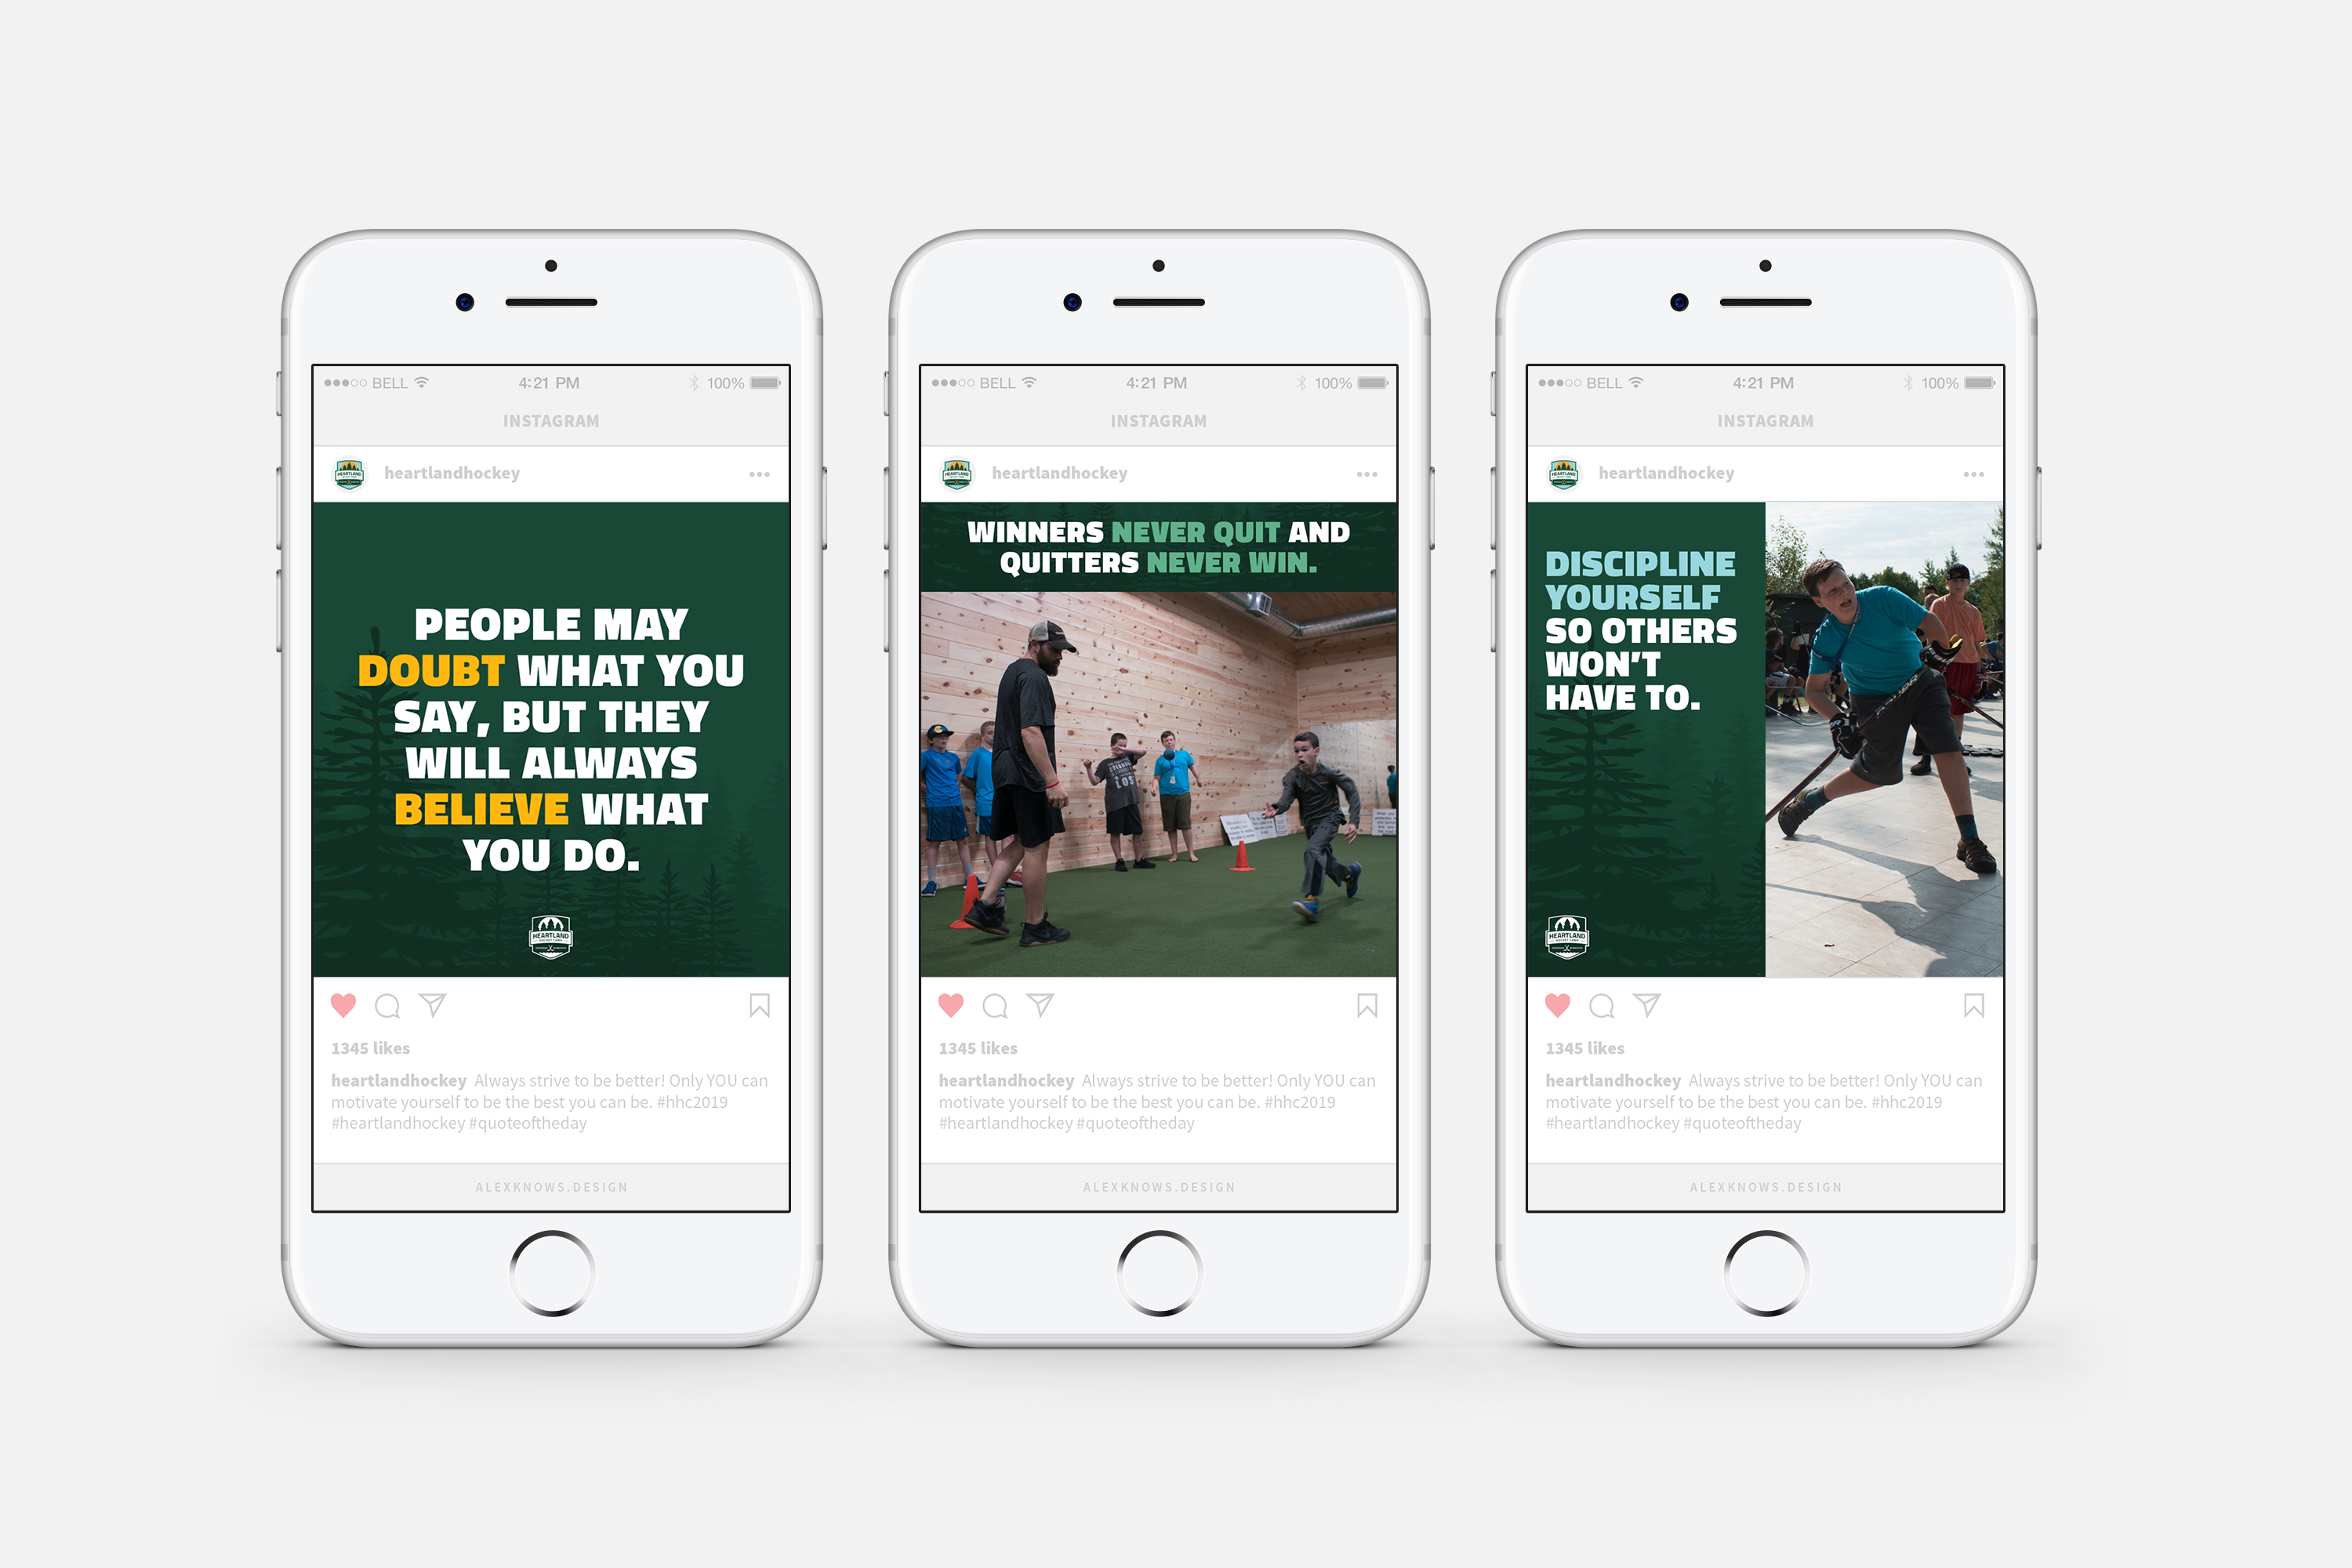 BELL
4:21 PM
100%
INSTAGRAM
heartlandhockey
PEOPLE MAY
DOUBT WHAT YOU
SAY, BUT THEY
WILL ALWAYS
BELIEVE WHAT
YOU DO.
HEARTLAND
HOCKEY CAMP
1345 likes
heartlandhockey Always strive to be better! Only YOU can
motivate yourself to be the best you can be. #hhc2019
#heartlandhockey #quoteoftheday
ALEXKNOWS.DESIGN
BELL
4:21 PM
100%
INSTAGRAM
heartlandhockey
WINNERS NEVER QUIT AND
QUITTERS NEVER WIN.
1345 likes
heartlandhockey Always strive to be better! Only YOU can
motivate yourself to be the best you can be. #hhc2019
#heartlandhockey #quoteoftheday
ALEXKNOWS.DESIGN
BELL
4:21 PM
100%
INSTAGRAM
heartlandhockey
DISCIPLINE
YOURSELF
SO OTHERS
WON'T
HAVE TO.
HEARTLAND
HOCKEY CAMP
1345 likes
heartlandhockey Always strive to be better! Only YOU can
motivate yourself to be the best you can be. #hhc2019
#heartlandhockey #quoteoftheday
ALEXKNOWS.DESIGN